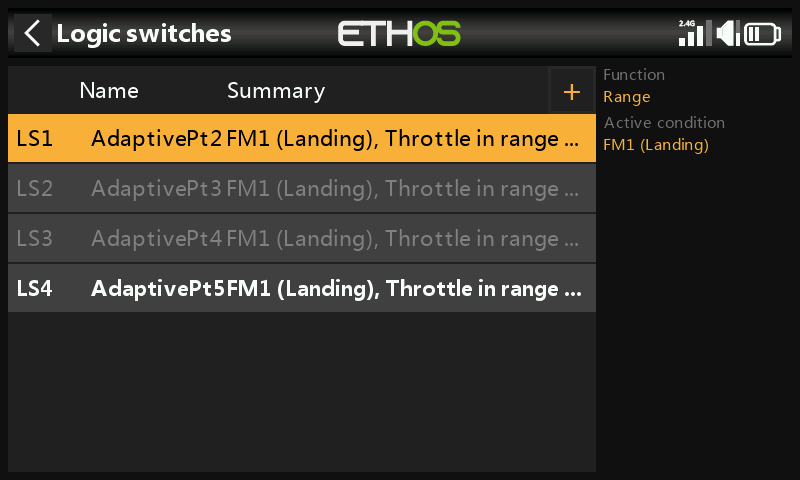 Logic switches
ETHOS
2.4G
Name Summary +
LS1 AdaptivePt2 FM1 (Landing), Throttle in range ...
LS2 AdaptivePt3 FM1 (Landing), Throttle in range ...
LS3 AdaptivePt4 FM1 (Landing), Throttle in range ...
LS4 AdaptivePt5 FM1 (Landing), Throttle in range ...
Function
Range
Active condition
FM1 (Landing)